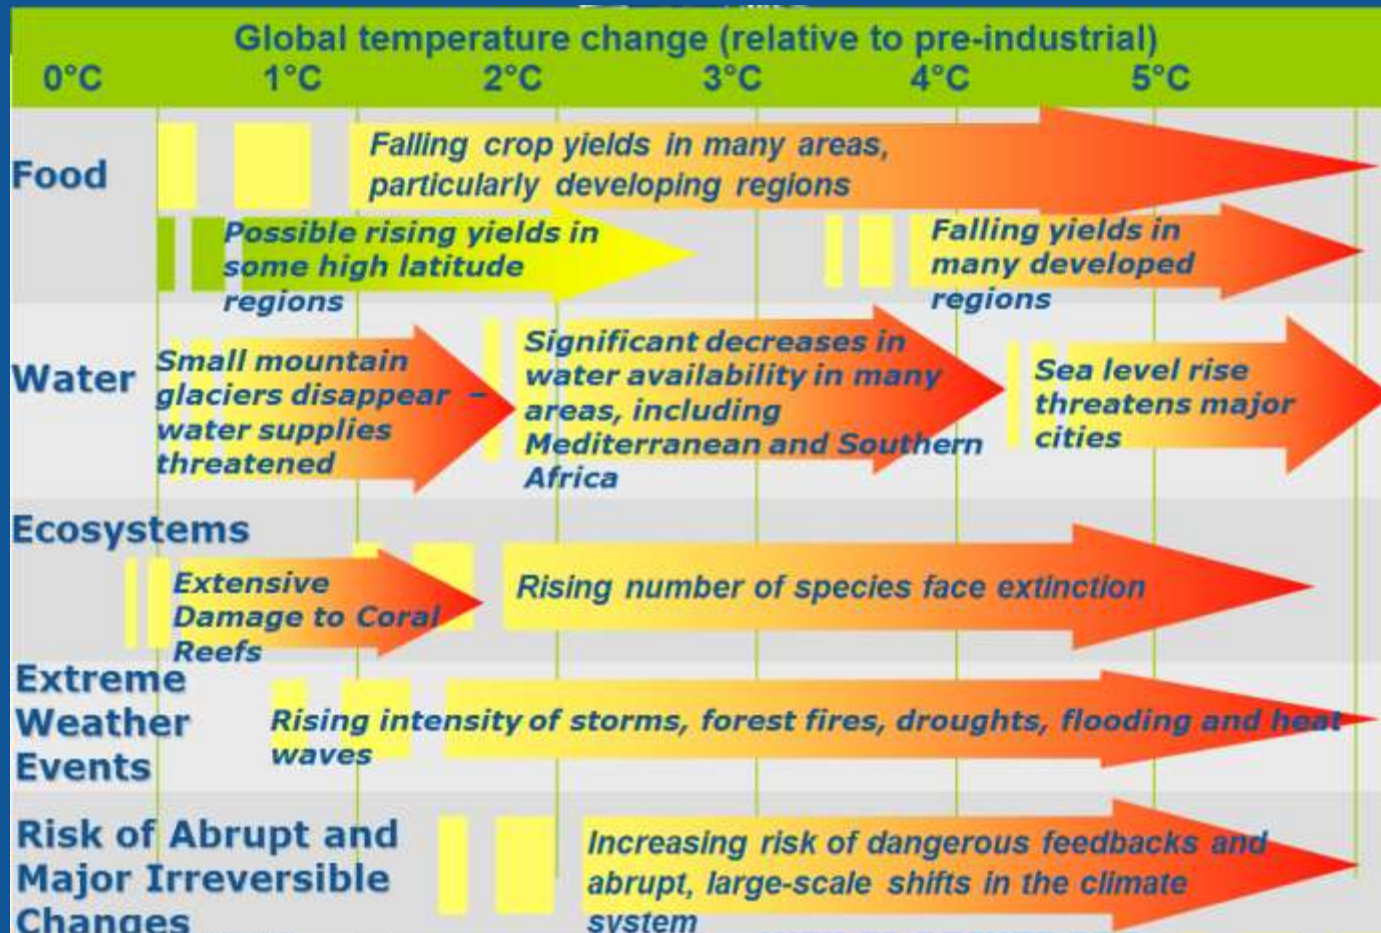 Global temperature change (relative to pre-industrial)
0°C 1°C 2°C 3°C 4°C 5°C
Food
Falling crop yields in many areas,
particularly developing regions
Possible rising yields in
some high latitude
regions
Falling yields in
many developed
regions
Water
Small mountain
glaciers disappear –
water supplies
threatened
Significant decreases in
water availability in many
areas, including
Mediterranean and Southern
Africa
Sea level rise
threatens major
cities
Ecosystems
Extensive
Damage to Coral
Reefs
Rising number of species face extinction
Extreme
Weather
Events
Rising intensity of storms, forest fires, droughts, flooding and heat
waves
Risk of Abrupt and
Major Irreversible
Changes
Increasing risk of dangerous feedbacks and
abrupt, large-scale shifts in the climate
system